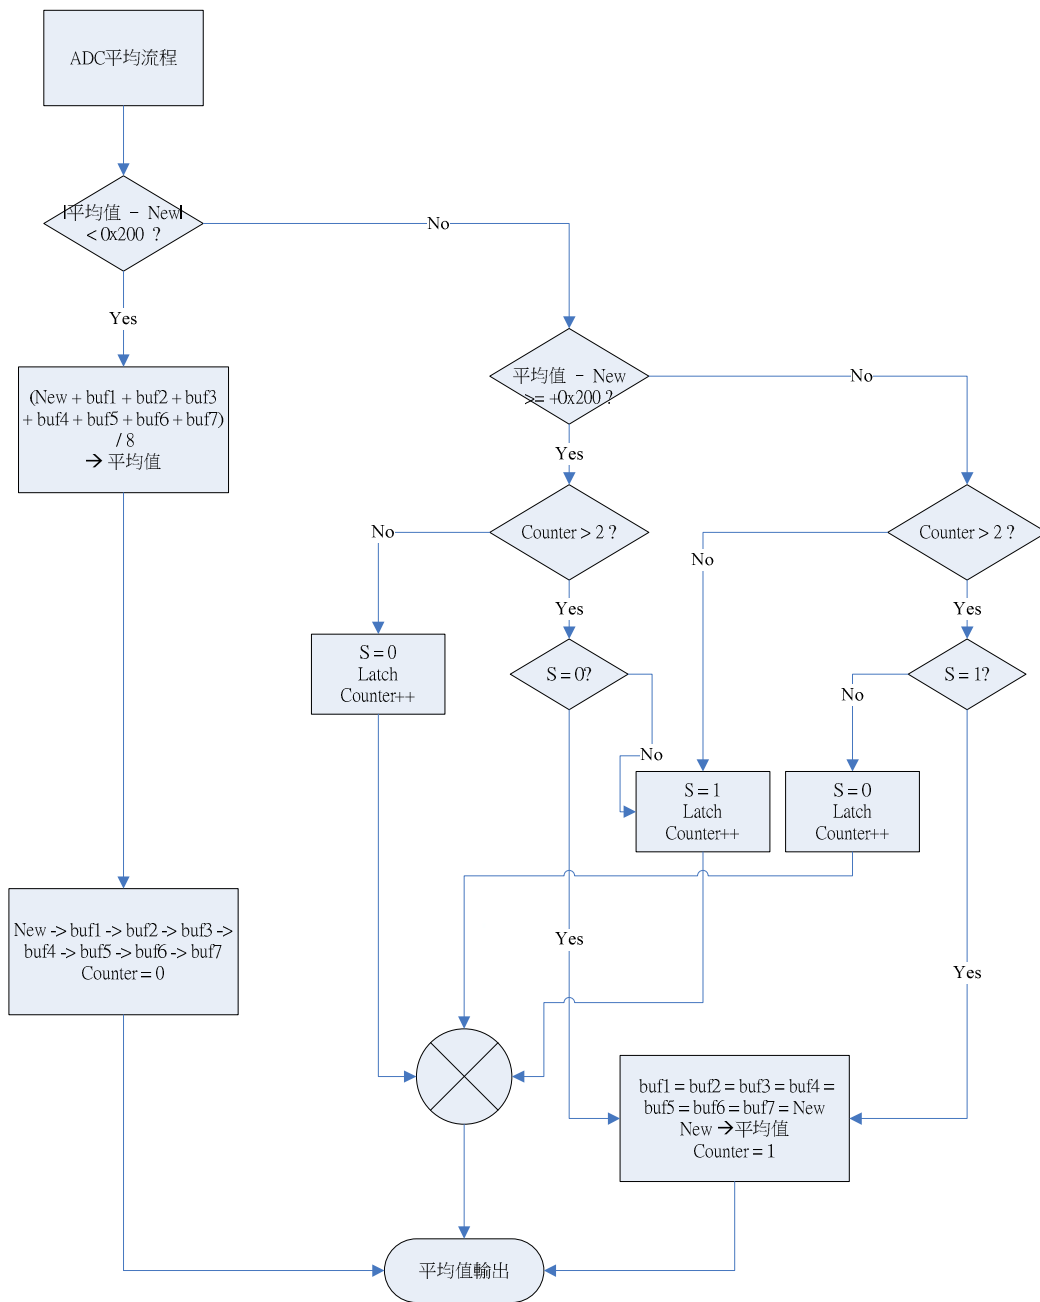 ADC平均流程
|平均值 - New|
< 0x200 ?
No
Yes
(New + buf1 + buf2 + buf3
+ buf4 + buf5 + buf6 + buf7)
/ 8
→ 平均值
平均值 - New
>= +0x200 ?
No
Yes
Counter > 2 ?
No
Yes
Counter > 2 ?
No
Yes
S = 0
Latch
Counter++
S = 0?
No
Yes
S = 1?
No
Yes
S = 1
Latch
Counter++
S = 0
Latch
Counter++
New -> buf1 -> buf2 -> buf3 ->
buf4 -> buf5 -> buf6 -> buf7
Counter = 0
buf1 = buf2 = buf3 = buf4 =
buf5 = buf6 = buf7 = New
New →平均值
Counter = 1
平均值輸出